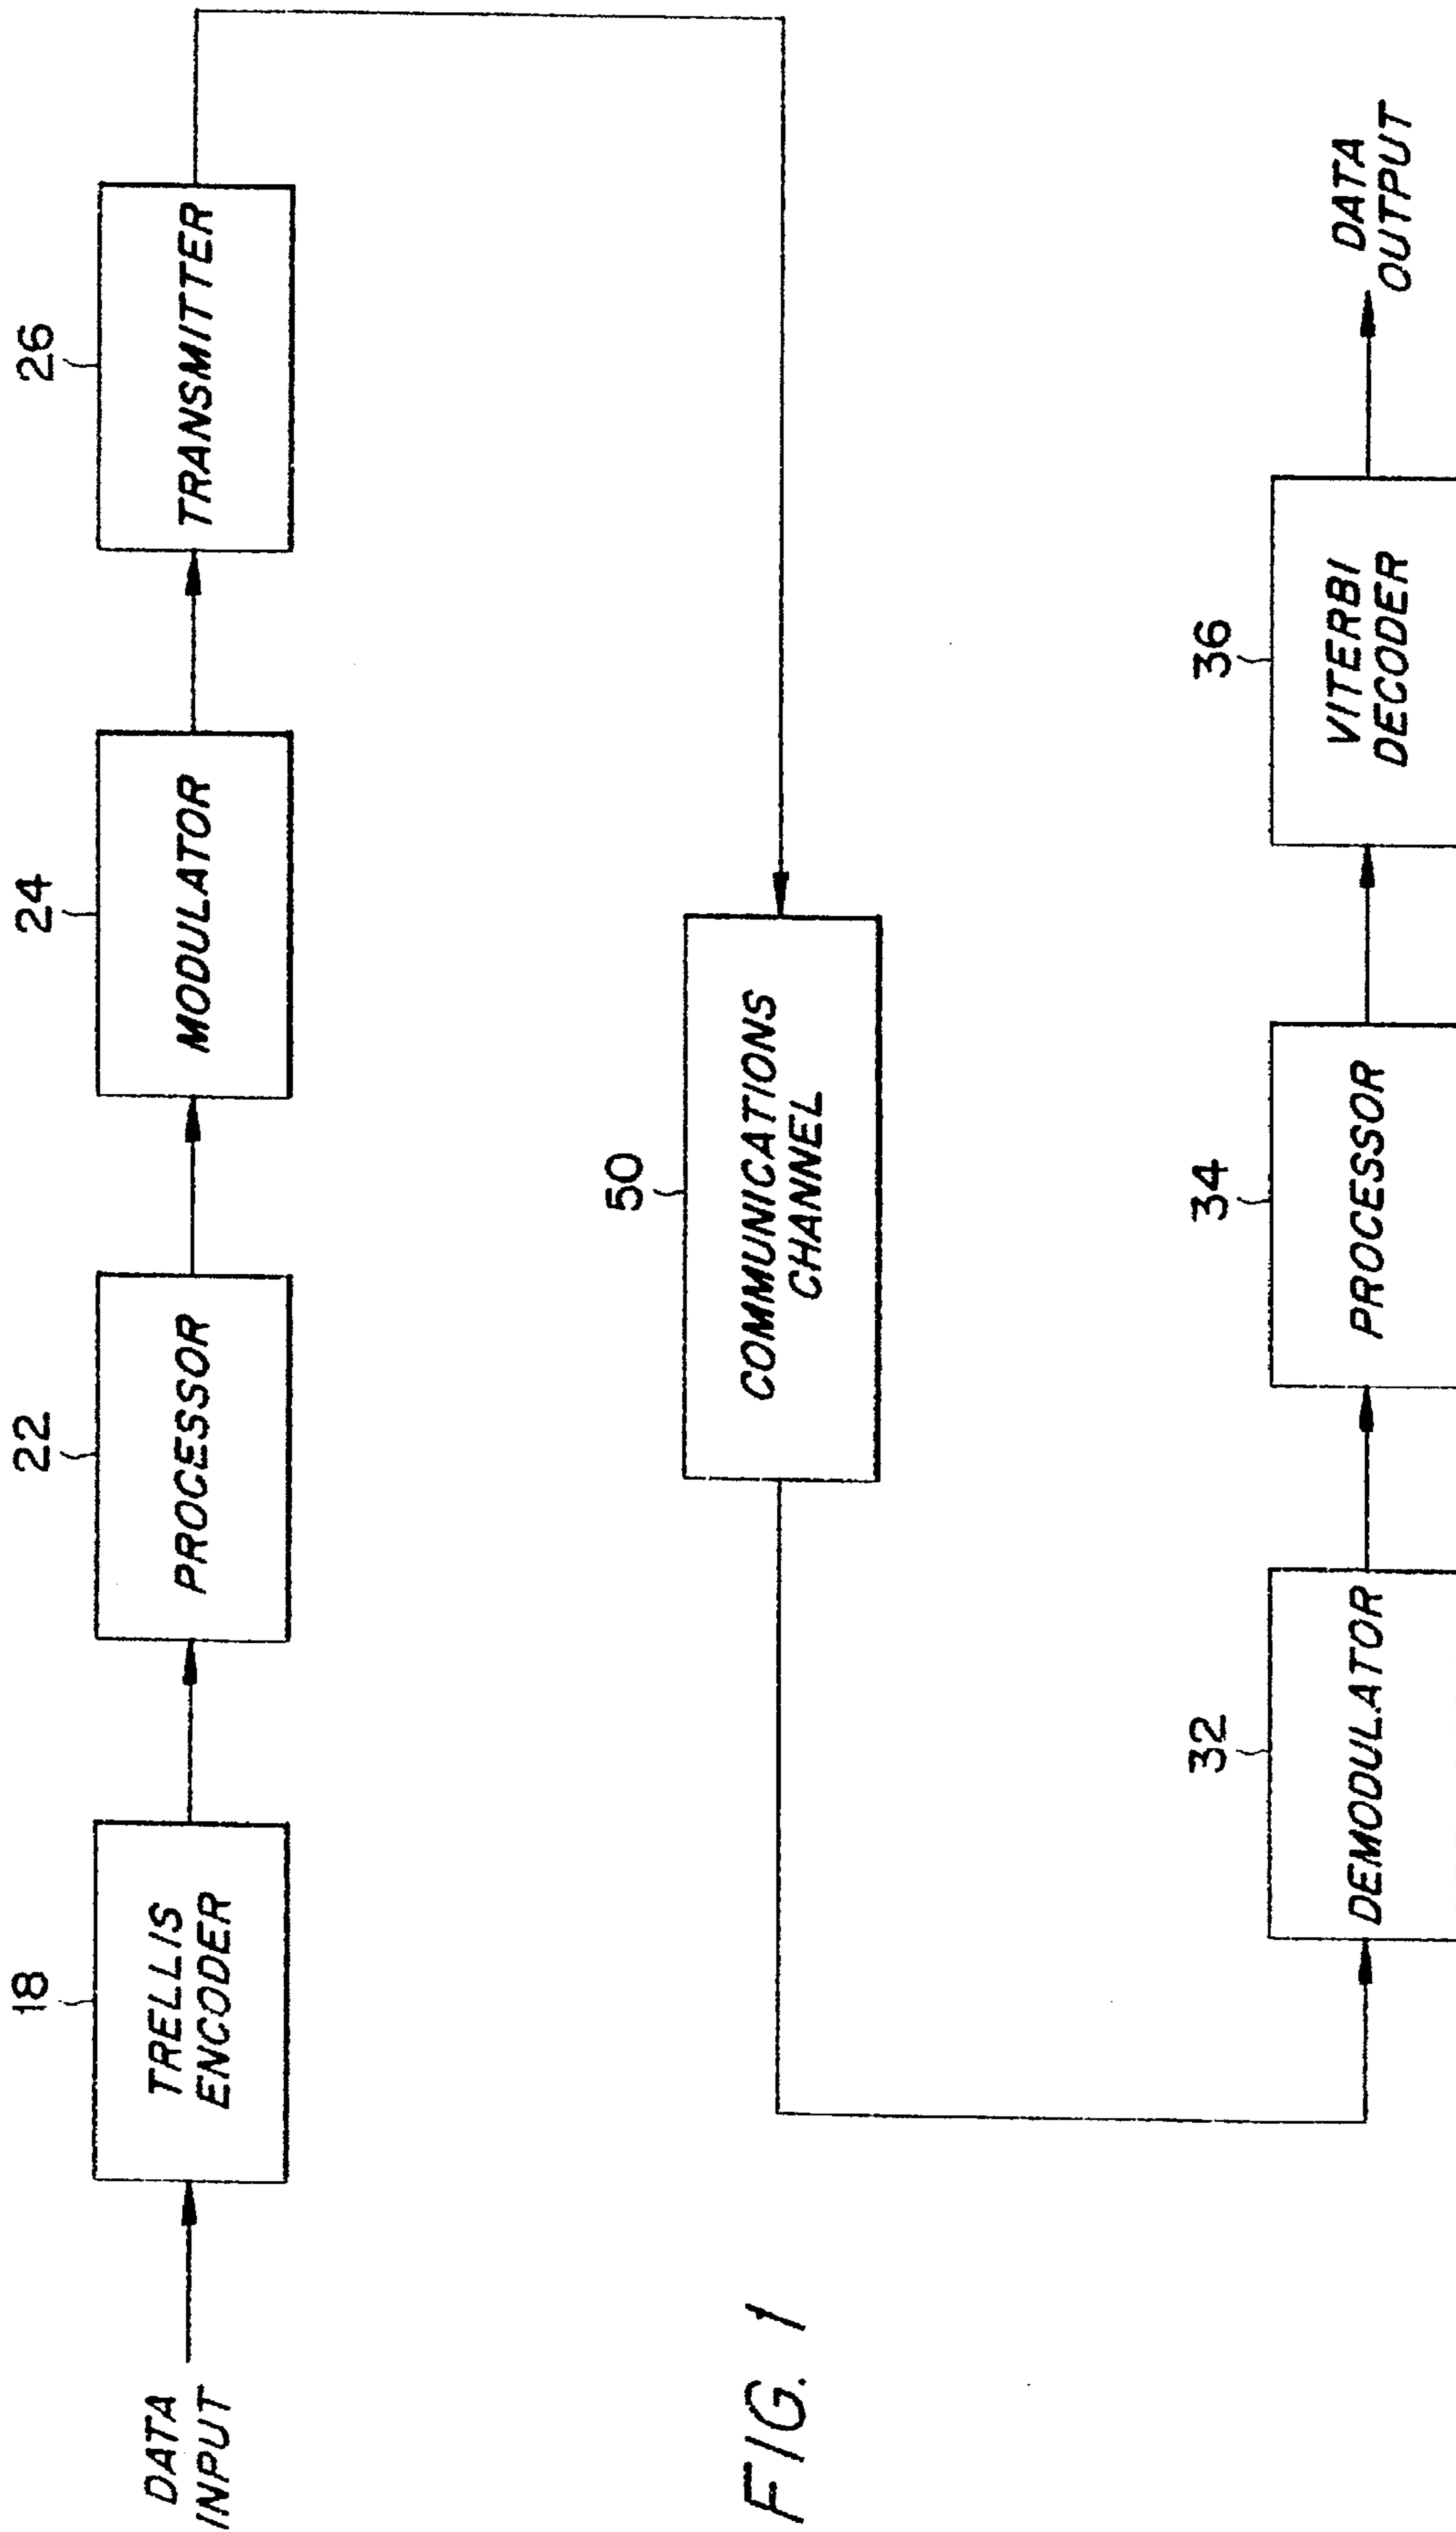 DATA
INPUT
18
TRELLIS
ENCODER
22
PROCESSOR
24
MODULATOR
26
TRANSMITTER
50
COMMUNICATIONS
CHANNEL
32
DEMODULATOR
34
PROCESSOR
36
VITERBI
DECODER
DATA
OUTPUT
FIG. 1